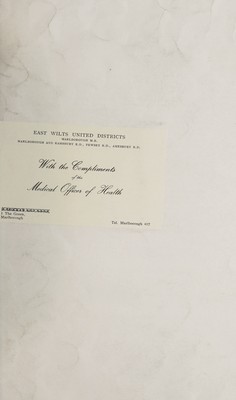 EAST WILTS UNITED DISTRICTS
MARLBOROUGH M.B.,
MARLBOROUGH AND RAMSBURY R.D., PEWSEY R.D., AMESBURY R.D.,
With the Compliments
of the
Medical Officer of Health
The Green,
Marlborough
Tel. Marlborough